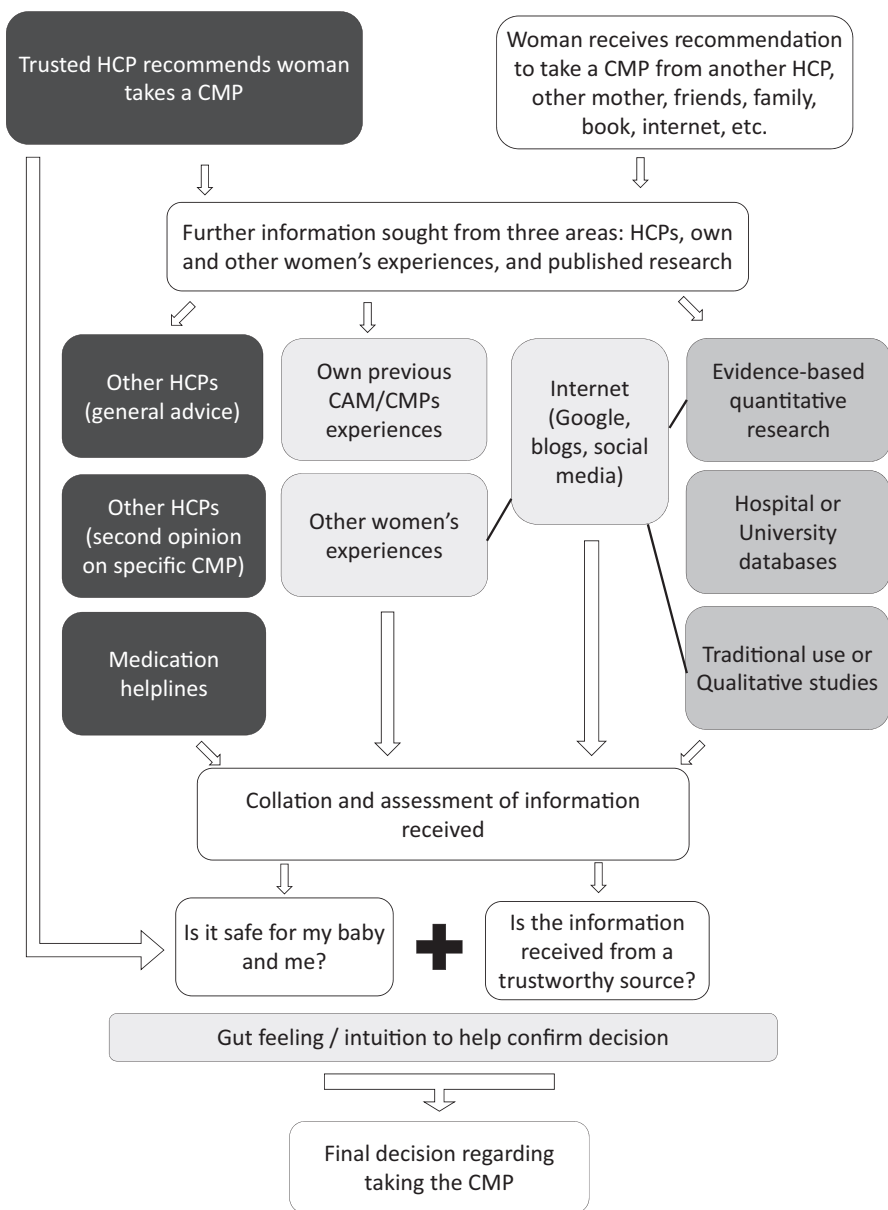 Trusted HCP recommends woman
takes a CMP
Woman receives recommendation
to take a CMP from another HCP,
other mother, friends, family,
book, internet, etc.
Further information sought from three areas: HCPs, own
and other women's experiences, and published research
Other HCPs
(general advice)
Own previous
CAM/CMPs
experiences
Internet
(Google,
blogs, social
media)
Evidence-based
quantitative
research
Other HCPs
(second opinion
on specific CMP)
Other women's
experiences
Hospital or
University
databases
Medication
helplines
Traditional use or
Qualitative studies
Collation and assessment of information
received
Is it safe for my baby
and me?
Is the information
received from a
trustworthy source?
Gut feeling / intuition to help confirm decision
Final decision regarding
taking the CMP